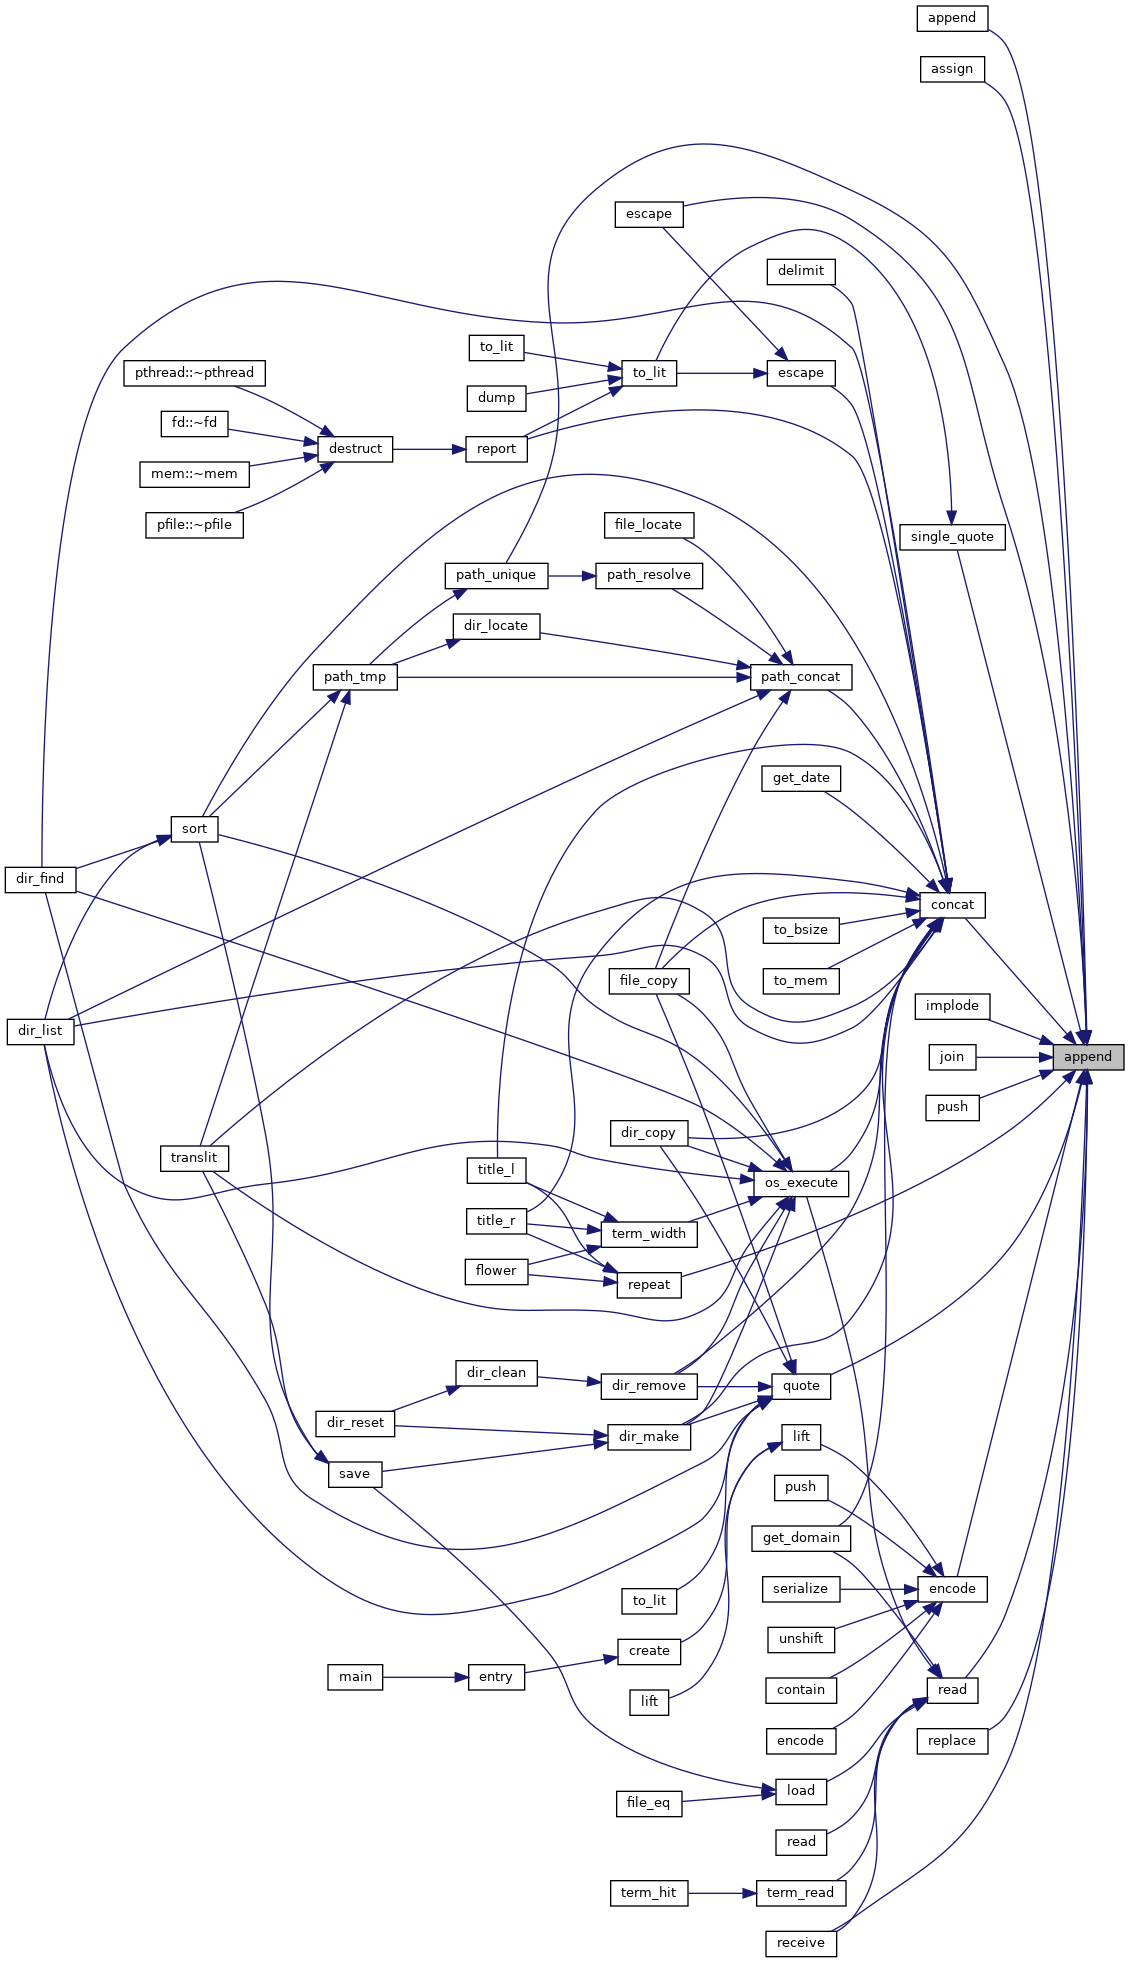 append
assign
escape
delimit
to_lit
pthread::~pthread
to_lit
escape
dump
fd::~fd
destruct
report
mem::~mem
pfile::~pfile
file_locate
single_quote
path_unique
path_resolve
dir_locate
path_tmp
path_concat
get_date
sort
dir_find
concat
to_bsize
file_copy
to_mem
implode
dir_list
join
append
push
dir_copy
translit
title_l
os_execute
title_r
term_width
flower
repeat
dir_clean
dir_remove
quote
dir_reset
dir_make
lift
save
push
get_domain
serialize
encode
to_lit
unshift
create
main
entry
contain
read
lift
encode
replace
load
file_eq
read
term_hit
term_read
receive